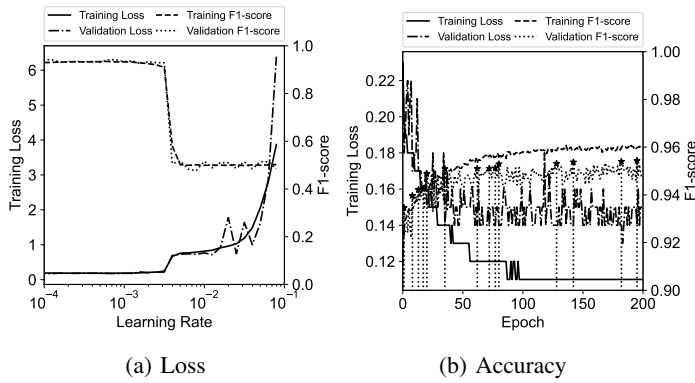 Training Loss
Training F1-score
Validation Loss
Validation F1-score
Training Loss
0
1
2
3
4
5
6
0.0
0.2
0.4
0.6
0.8
1.0
F1-score
10⁻⁴
10⁻³
10⁻²
10⁻¹
Learning Rate
(a) Loss
Training Loss
Training F1-score
Validation Loss
Validation F1-score
Training Loss
0.12
0.14
0.16
0.18
0.20
0.22
0.90
0.92
0.94
0.96
0.98
1.00
F1-score
0
50
100
150
200
Epoch
(b) Accuracy